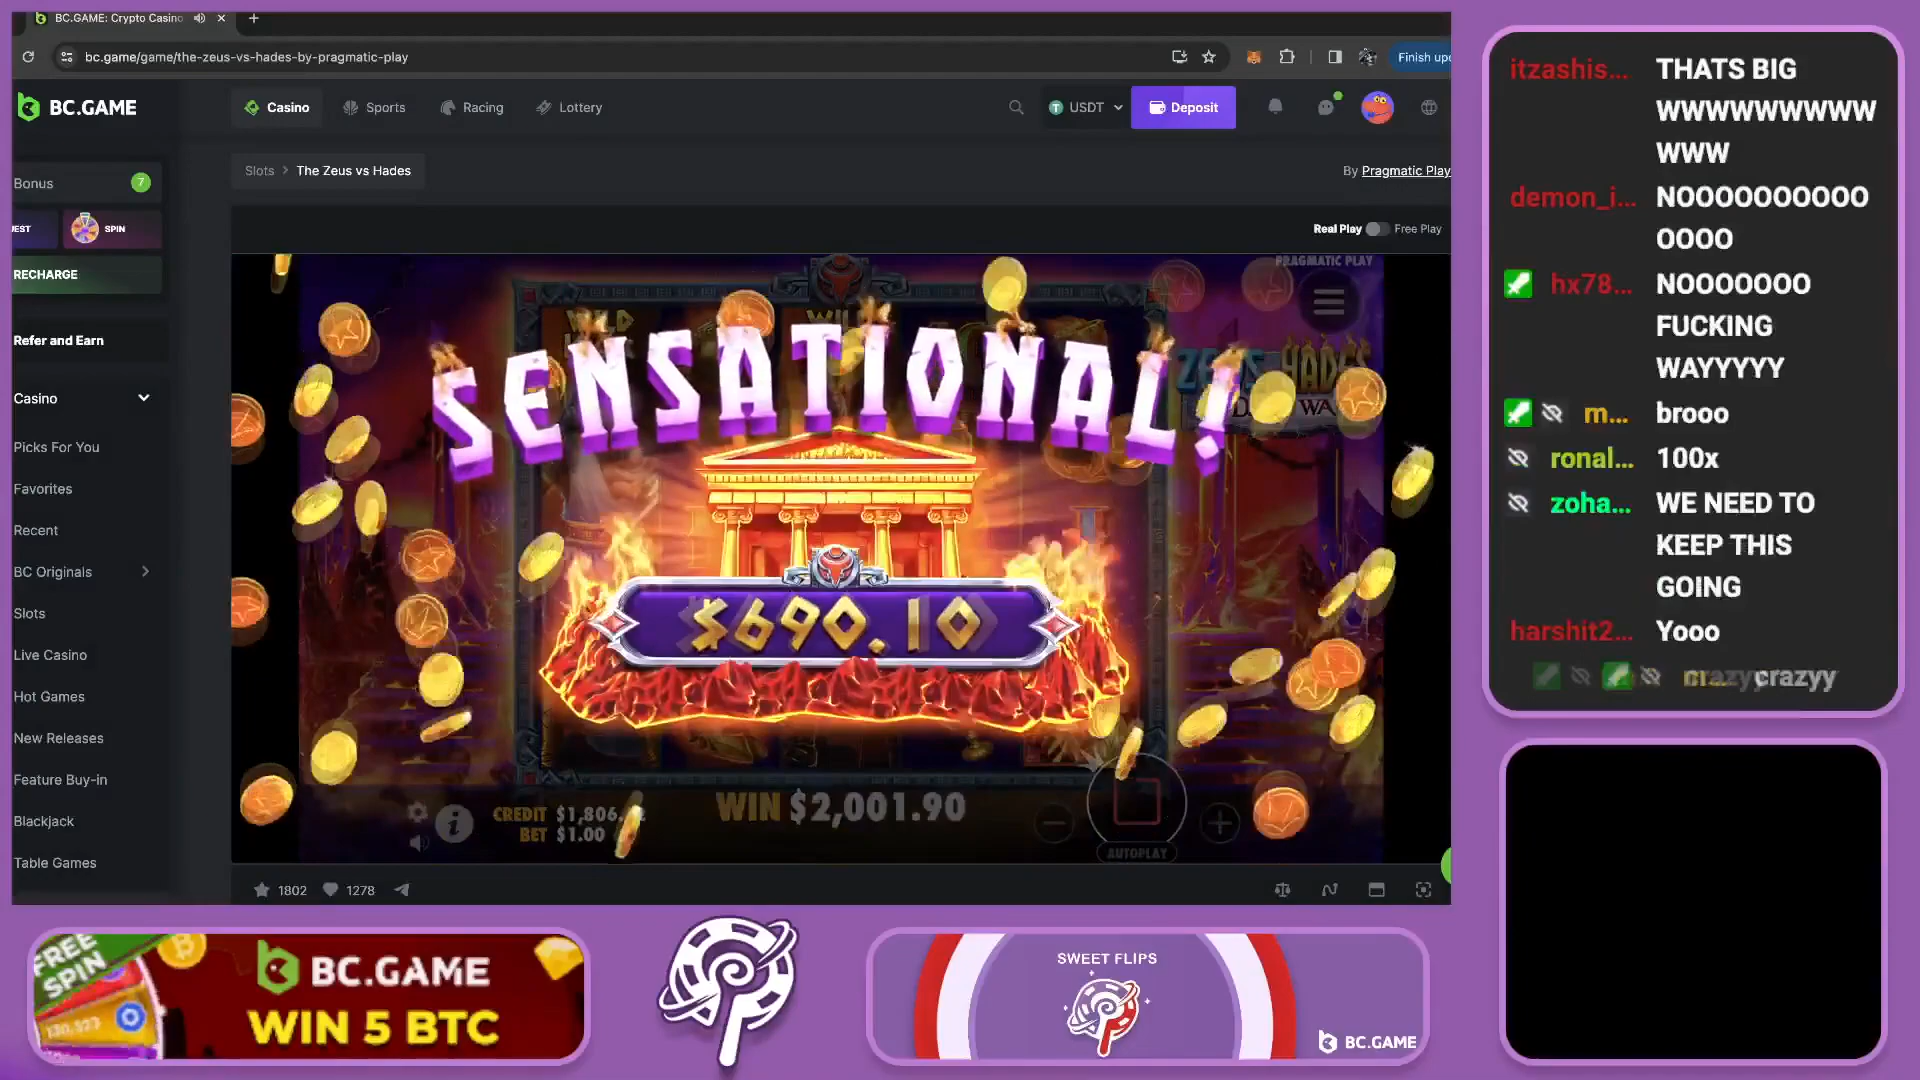 BC.GAME: Crypto Casino
bc.game/game/the-zeus-vs-hades-by-pragmatic-play
Finish upd
BC.GAME
Casino
Sports
Racing
Lottery
USDT
Deposit
Bonus
7
SPIN
RECHARGE
Refer and Earn
Casino
Picks For You
Favorites
Recent
BC Originals
Slots
Live Casino
Hot Games
New Releases
Feature Buy-in
Blackjack
Table Games
Slots > The Zeus vs Hades
By Pragmatic Play
Real Play
Free Play
PRAGMATIC PLAY
WILD
SENSATIONAL!
$690.10
CREDIT $1,806.
BET $1.00
WIN $2,001.90
AUTOPLAY
1802
1278
itzashis... THATS BIG
WWWWWWWWW
WWW
demon_i... NOOOOOOOOOO
OOOO
hx78... NOOOOOOO
FUCKING
WAYYYYY
m... brooo
ronal... 100x
zoha... WE NEED TO
KEEP THIS
GOING
harshit2... Yooo
crazyy
FREE
SPIN
BC.GAME
WIN 5 BTC
SWEET FLIPS
BC.GAME